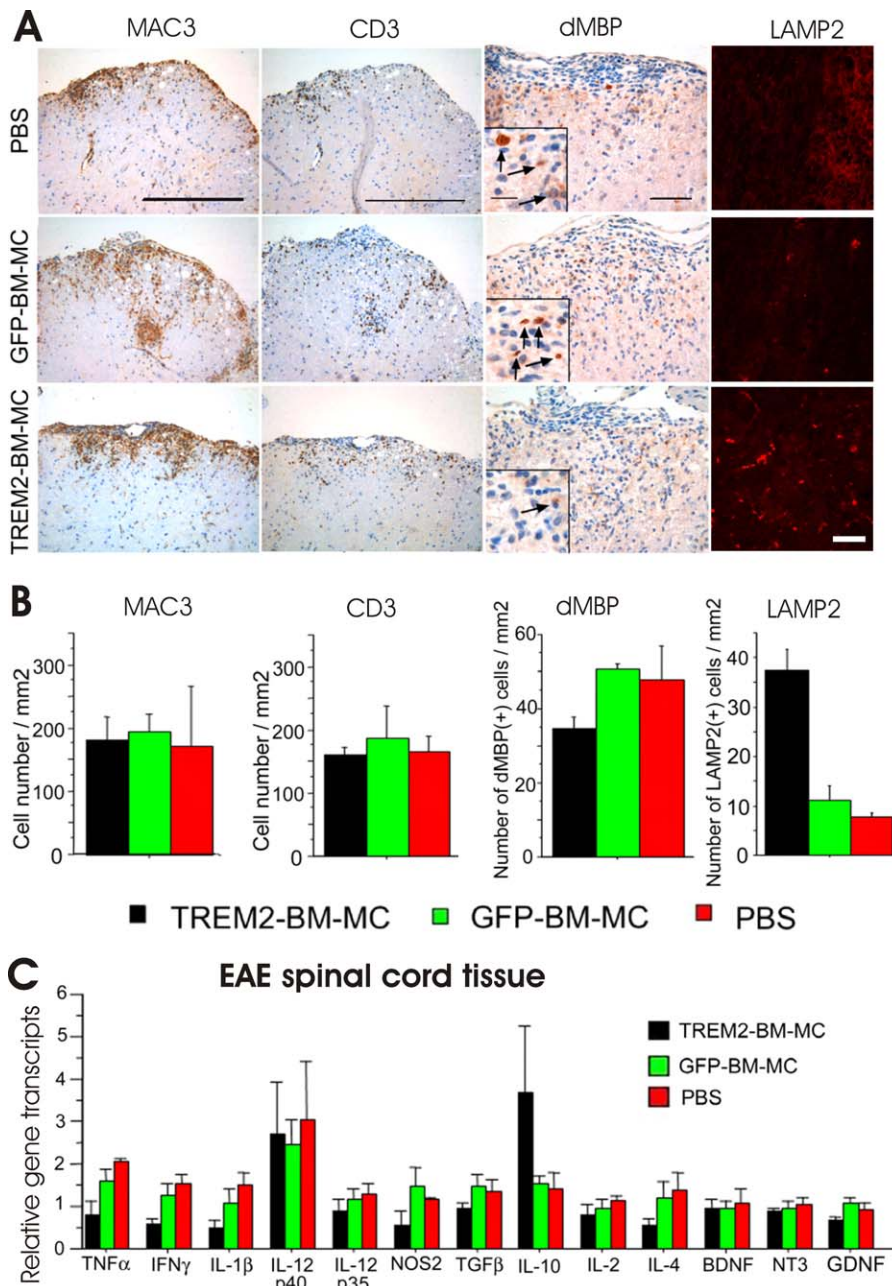 A
MAC3 CD3 dMBP LAMP2
PBS
GFP-BM-MC
TREM2-BM-MC
B
MAC3 CD3 dMBP LAMP2
Cell number / mm2
300
200
100
0
Cell number / mm2
300
200
100
0
Number of dMBP(+) cells / mm2
60
40
20
0
Number of LAMP2(+) cells / mm2
40
30
20
10
0
TREM2-BM-MC GFP-BM-MC PBS
C EAE spinal cord tissue
Relative gene transcripts
6
5
4
3
2
1
0
TREM2-BM-MC
GFP-BM-MC
PBS
TNFα IFNγ IL-1β IL-12 p40 IL-12 p35 NOS2 TGFβ IL-10 IL-2 IL-4 BDNF NT3 GDNF